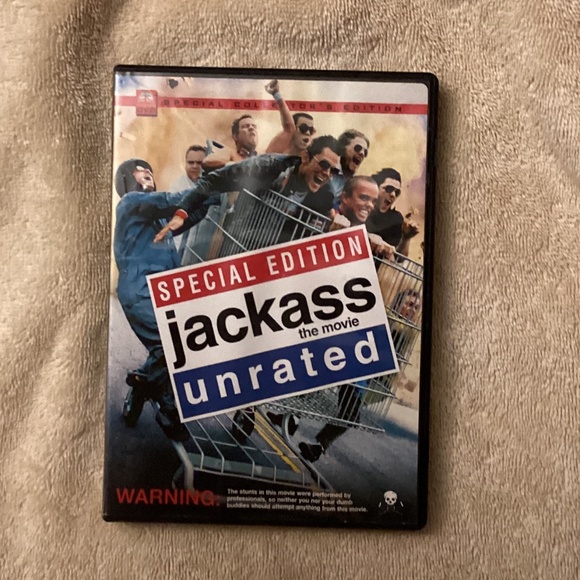 SPECIAL COLLECTOR'S EDITION
SPECIAL EDITION
jackass
the movie
unrated
WARNING:
The stunts in this movie were performed by
professionals, so neither you nor your dumb
buddies should attempt anything from this movie.